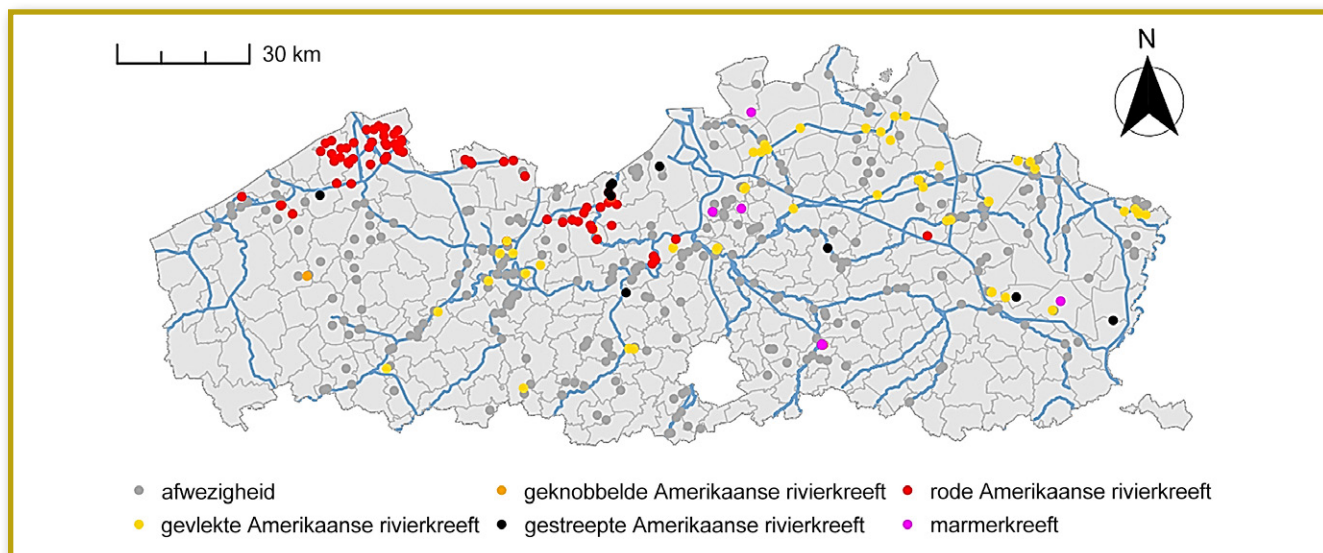 30 km
N
afwezigheid
geknobbelde Amerikaanse rivierkreeft
rode Amerikaanse rivierkreeft
gevlekte Amerikaanse rivierkreeft
gestreepte Amerikaanse rivierkreeft
marmerkreeft